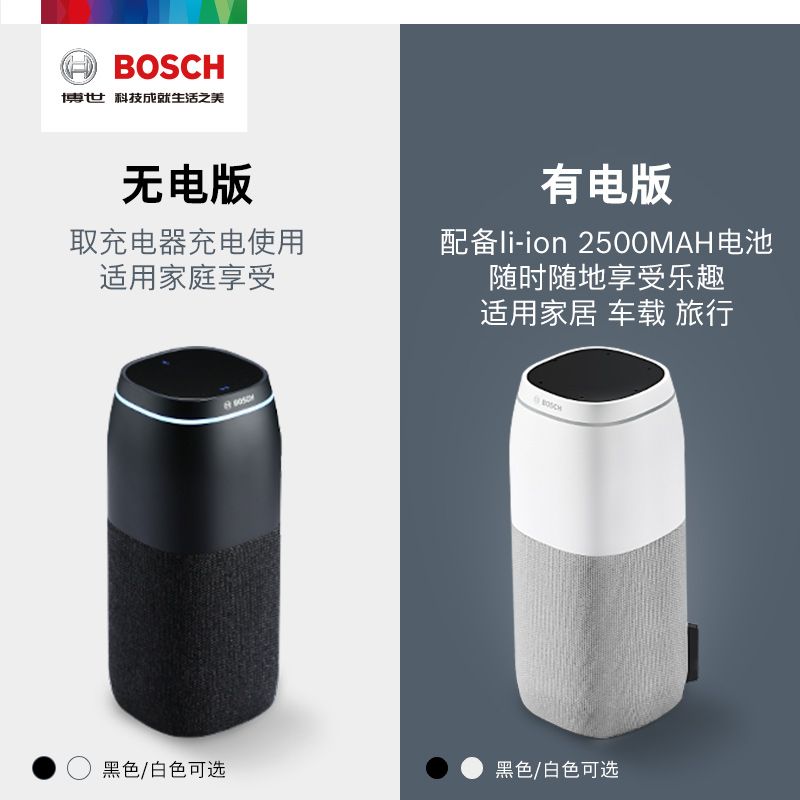 BOSCH
博世 科技成就生活之美
无电版
取充电器充电使用
适用家庭享受
BOSCH
黑色/白色可选
有电版
配备li-ion 2500MAH电池
随时随地享受乐趣
适用家居 车载 旅行
BOSCH
黑色/白色可选